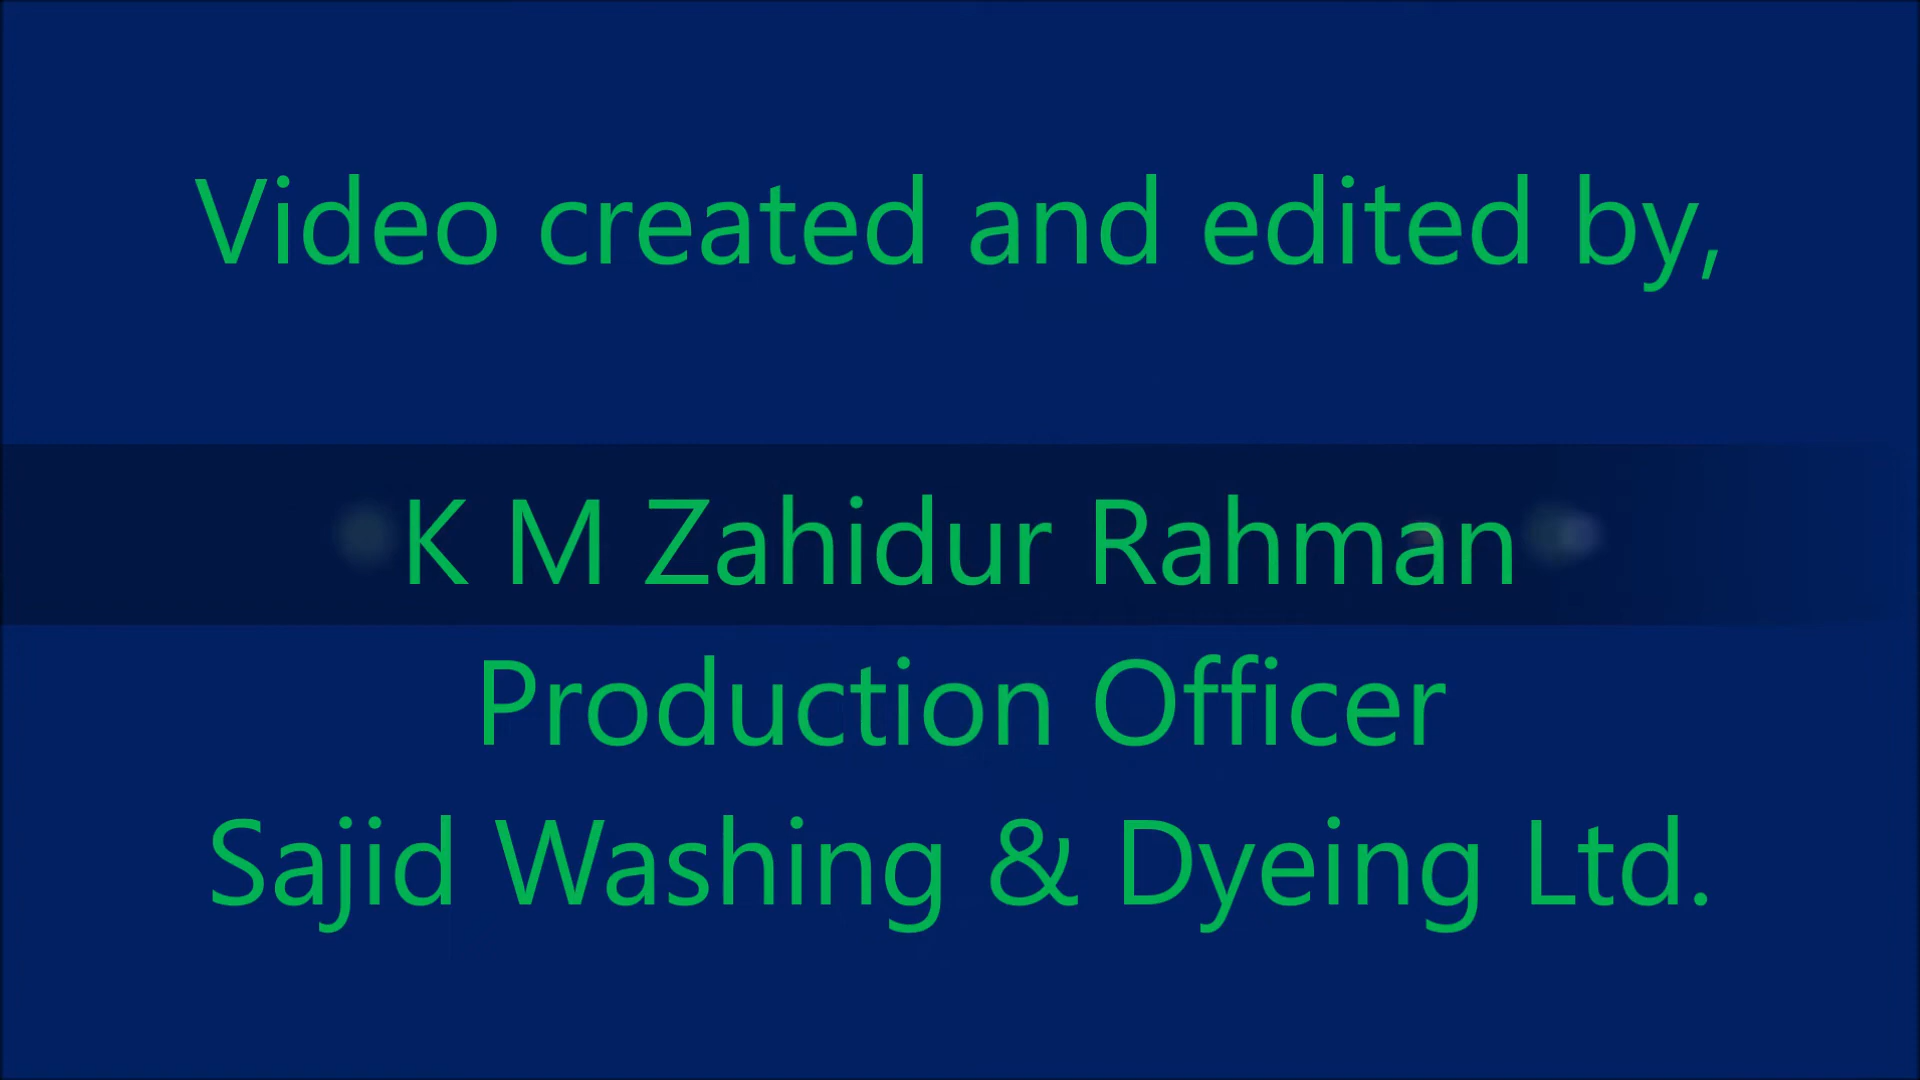 Video created and edited by,
K M Zahidur Rahman
Production Officer
Sajid Washing & Dyeing Ltd.